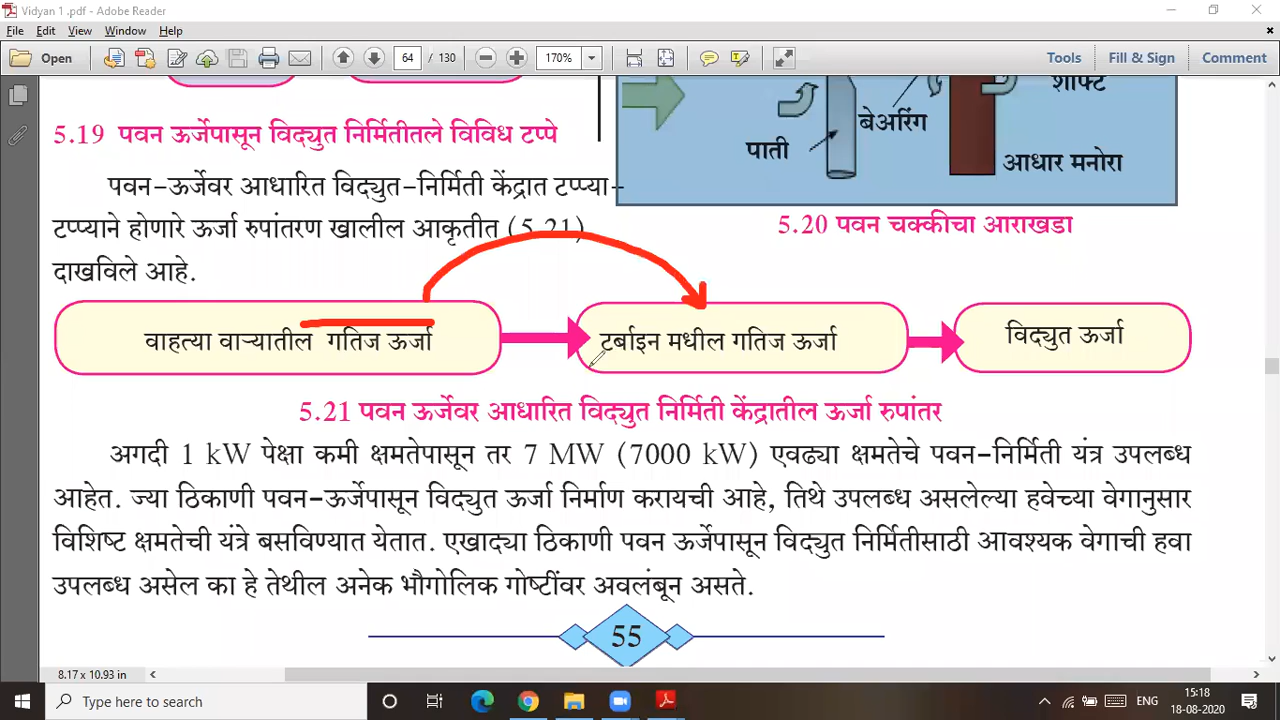 Vidyan 1 .pdf - Adobe Reader
File Edit View Window Help
Open 64 / 130 170% Tools Fill & Sign Comment
शाफ्ट
बेअरिंग
पाती
आधार मनोरा
5.20 पवन चक्कीचा आराखडा
5.19 पवन ऊर्जेपासून विद्युत निर्मितीतले विविध टप्पे
पवन-ऊर्जेवर आधारित विद्युत-निर्मिती केंद्रात टप्प्या-
टप्प्याने होणारे ऊर्जा रुपांतरण खालील आकृतीत (5.21)
दाखविले आहे.
वाहत्या वाऱ्यातील गतिज ऊर्जा
टर्बाइन मधील गतिज ऊर्जा
विद्युत ऊर्जा
5.21 पवन ऊर्जेवर आधारित विद्युत निर्मिती केंद्रातील ऊर्जा रुपांतर
अगदी 1 kW पेक्षा कमी क्षमतेपासून तर 7 MW (7000 kW) एवढ्या क्षमतेचे पवन-निर्मिती यंत्र उपलब्ध
आहेत. ज्या ठिकाणी पवन-ऊर्जेपासून विद्युत ऊर्जा निर्माण करायची आहे, तिथे उपलब्ध असलेल्या हवेच्या वेगानुसार
विशिष्ट क्षमतेची यंत्रे बसविण्यात येतात. एखाद्या ठिकाणी पवन ऊर्जेपासून विद्युत निर्मितीसाठी आवश्यक वेगाची हवा
उपलब्ध असेल का हे तेथील अनेक भौगोलिक गोष्टींवर अवलंबून असते.
55
8.17 x 10.93 in
Type here to search
ENG
15:18
18-08-2020